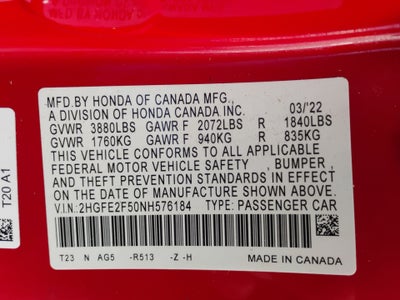 MFD.BY HONDA OF CANADA MFG.,
A DIVISION OF HONDA CANADA INC. 03/'22
GVWR 3880LBS GAWR F 2072LBS R 1840LBS
GVWR 1760KG GAWR F 940KG R 835KG
THIS VEHICLE CONFORMS TO ALL APPLICABLE
FEDERAL MOTOR VEHICLE SAFETY , BUMPER ,
AND THEFT PREVENTION STANDARDS IN EFFECT
ON THE DATE OF MANUFACTURE SHOWN ABOVE.
V.I.N:2HGFE2F50NH576184 TYPE: PASSENGER CAR
T23 N AG5 -R513 -Z -H MADE IN CANADA
T20 A1